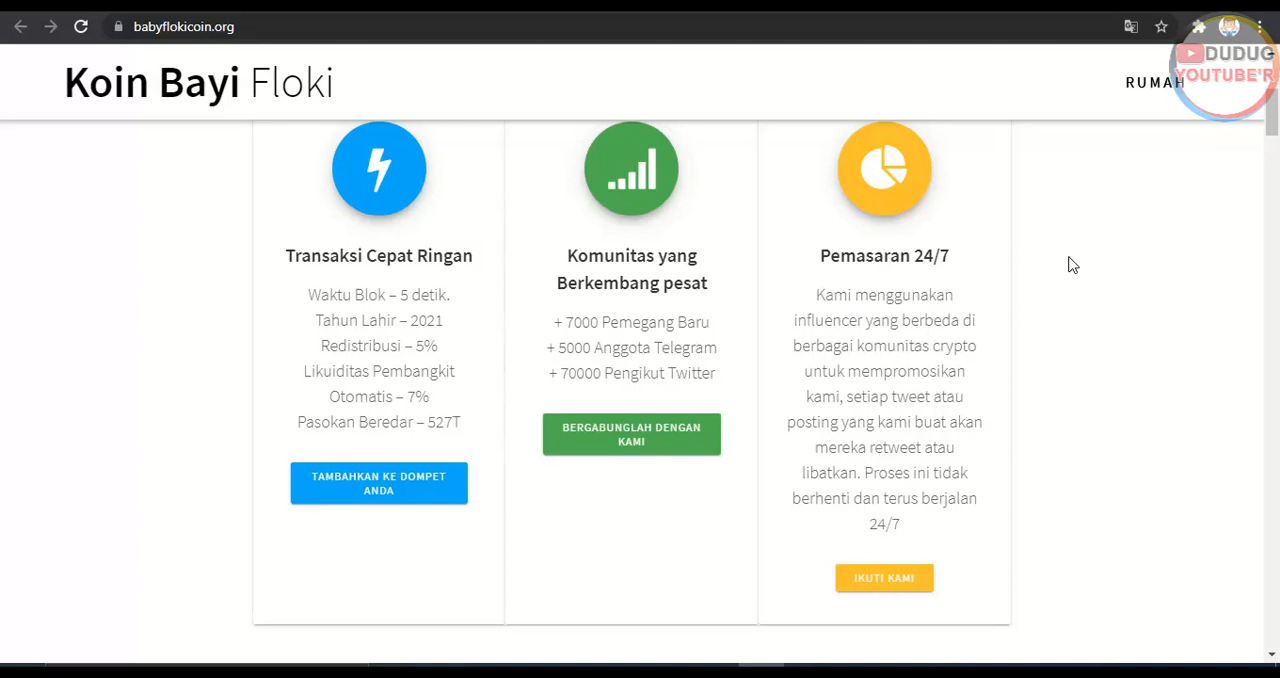 babyflokicoin.org
DUDUG
YOUTUBE'R
Koin Bayi Floki
RUMAH
Transaksi Cepat Ringan
Waktu Blok – 5 detik.
Tahun Lahir – 2021
Redistribusi – 5%
Likuiditas Pembangkit
Otomatis – 7%
Pasokan Beredar – 527T
TAMBAHKAN KE DOMPET
ANDA
Komunitas yang
Berkembang pesat
+ 7000 Pemegang Baru
+ 5000 Anggota Telegram
+ 70000 Pengikut Twitter
BERGABUNGLAH DENGAN
KAMI
Pemasaran 24/7
Kami menggunakan
influencer yang berbeda di
berbagai komunitas crypto
untuk mempromosikan
kami, setiap tweet atau
posting yang kami buat akan
mereka retweet atau
libatkan. Proses ini tidak
berhenti dan terus berjalan
24/7
IKUTI KAMI